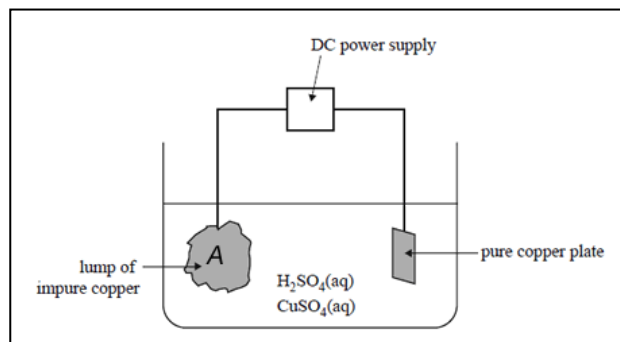 DC power supply
A
lump of
impure copper
pure copper plate
H₂SO₄(aq)
CuSO₄(aq)